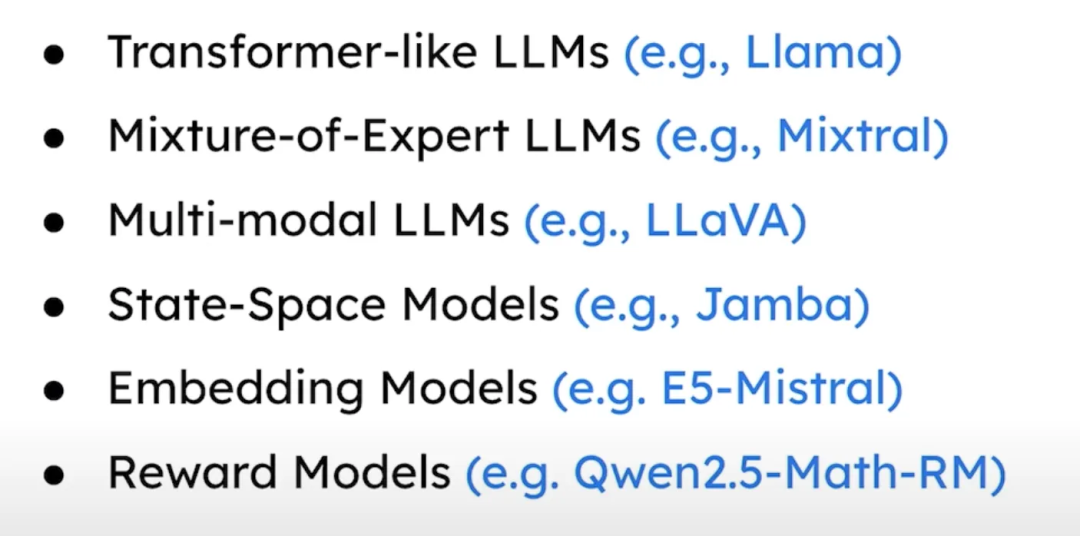 ● Transformer-like LLMs (e.g., Llama)
● Mixture-of-Expert LLMs (e.g., Mixtral)
● Multi-modal LLMs (e.g., LLaVA)
● State-Space Models (e.g., Jamba)
● Embedding Models (e.g. E5-Mistral)
● Reward Models (e.g. Qwen2.5-Math-RM)